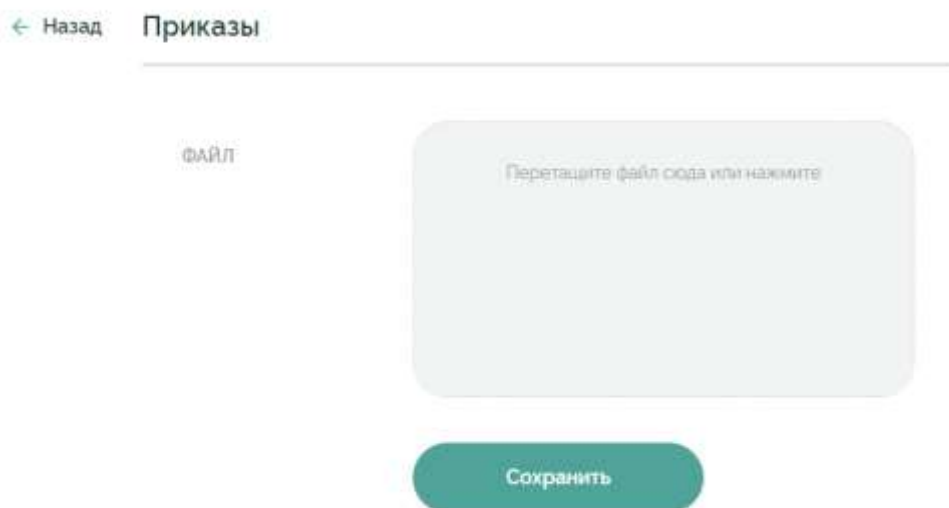 ← Назад Приказы
ФАЙЛ
Перетащите файл сюда или нажмите
Сохранить